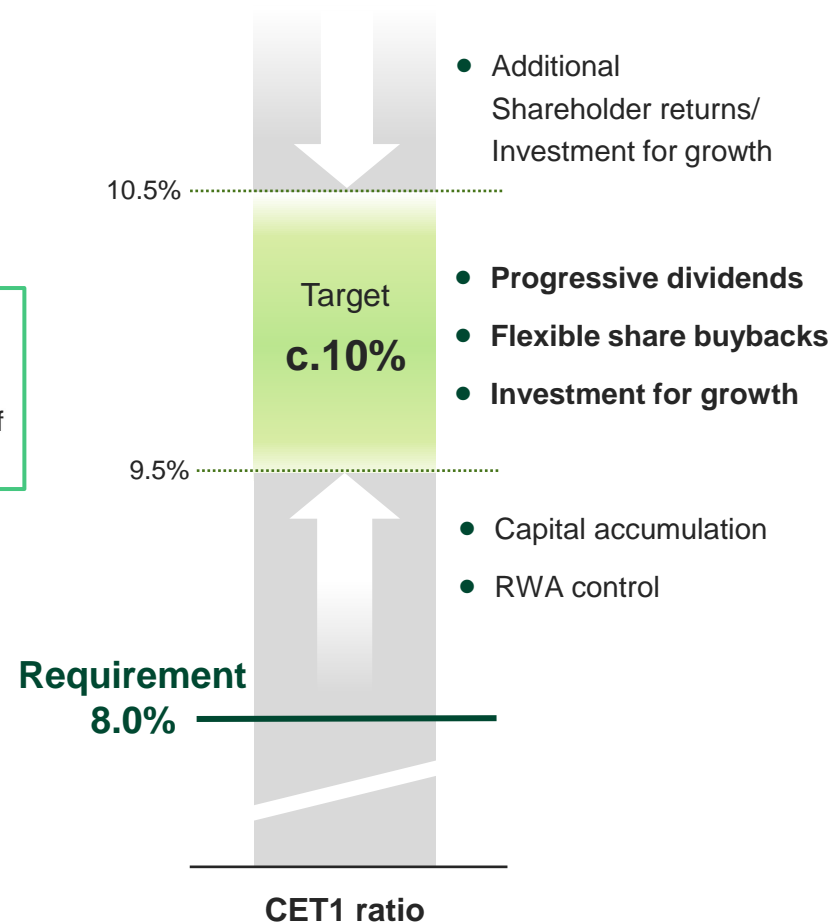 ● Additional
Shareholder returns/
Investment for growth
10.5%
Target
c.10%
● Progressive dividends
● Flexible share buybacks
● Investment for growth
f
9.5%
● Capital accumulation
● RWA control
Requirement
8.0%
CET1 ratio